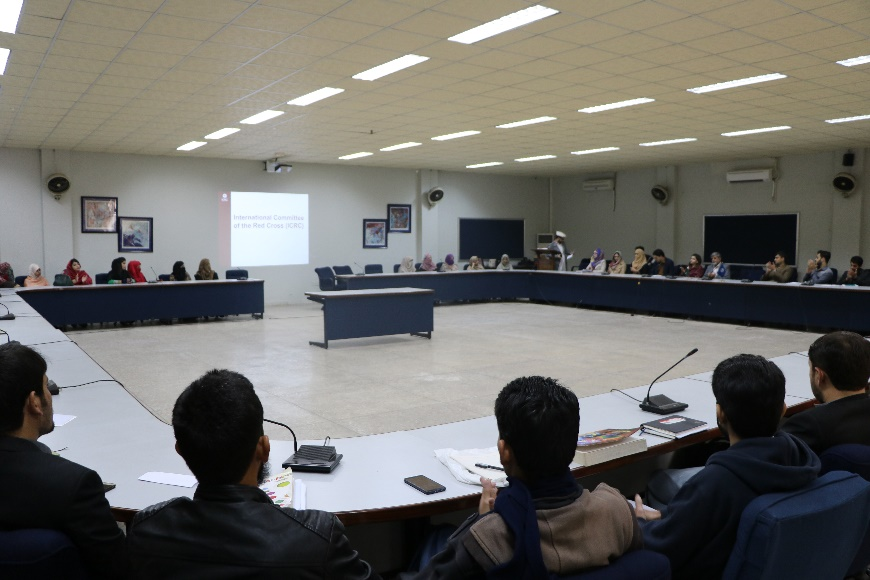 International Committee
of the Red Cross (ICRC)